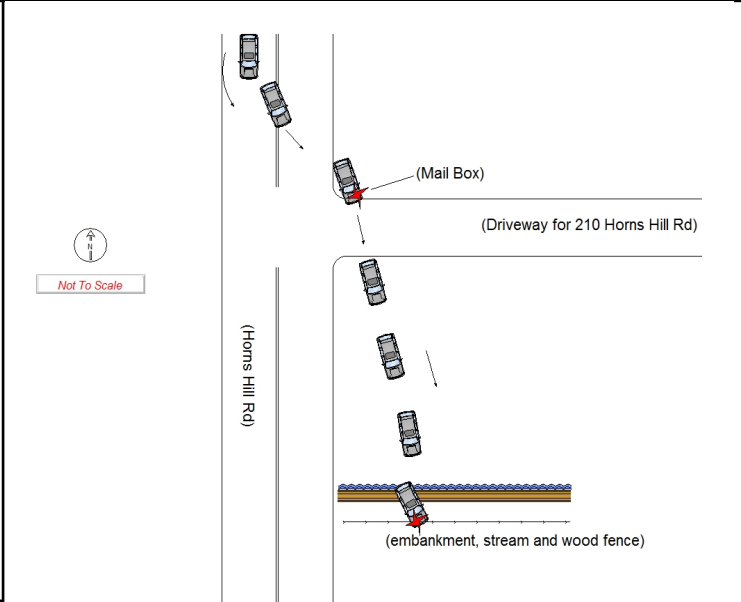 (Mail Box)
(Driveway for 210 Horns Hill Rd)
N
Not To Scale
(Horns Hill Rd)
(embankment, stream and wood fence)